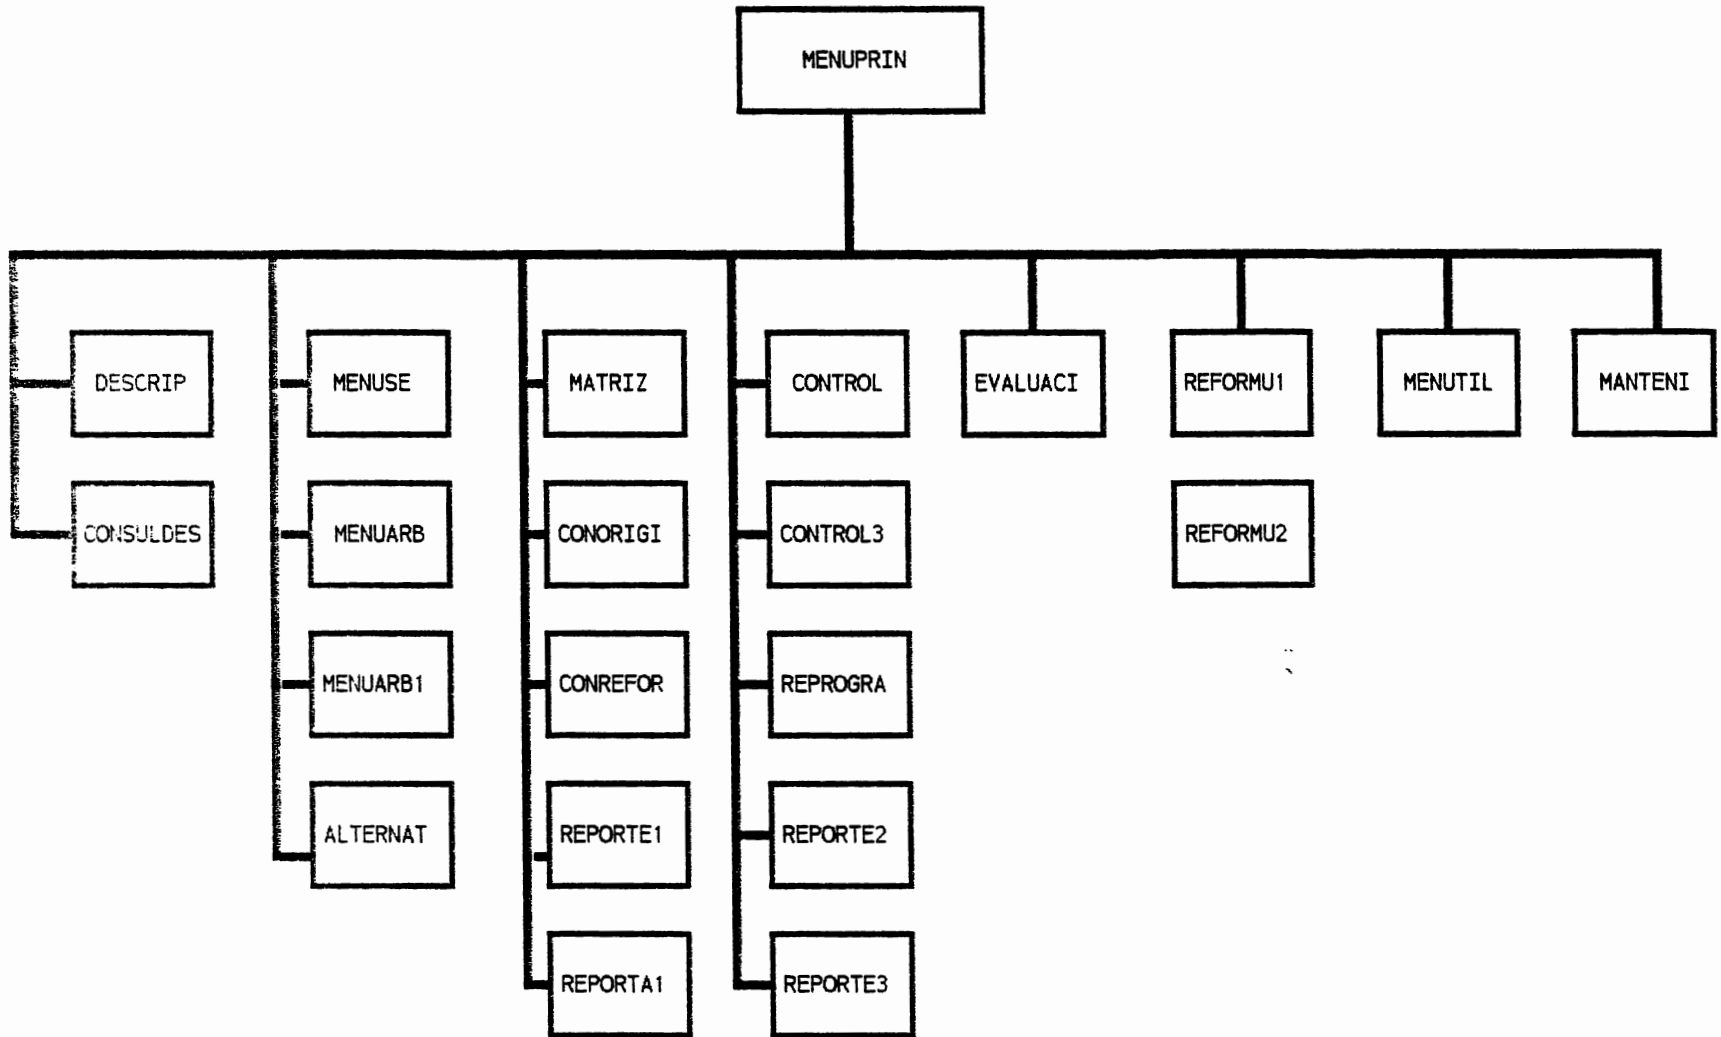 MENUPRIN
DESCRIP
MENUSE
MATRIZ
CONTROL
EVALUACI
REFORMU1
MENUTIL
MANTENI
CONSULDES
MENUARB
CONORIGI
CONTROL3
REFORMU2
MENUARB1
CONREFOR
REPROGRA
ALTERNAT
REPORTE1
REPORTE2
REPORTA1
REPORTE3